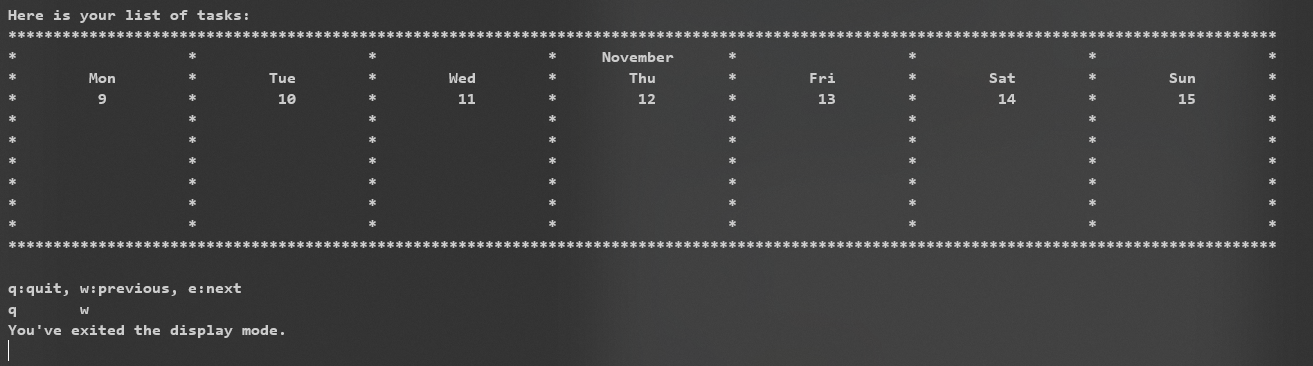 Here is your list of tasks:
*********************************************************************************************************************************************
*                   *                   *                   *     November      *                   *                   *                   *
*        Mon        *        Tue        *        Wed        *        Thu        *        Fri        *        Sat        *        Sun        *
*         9         *         10        *         11        *         12        *         13        *         14        *         15        *
*                   *                   *                   *                   *                   *                   *                   *
*                   *                   *                   *                   *                   *                   *                   *
*                   *                   *                   *                   *                   *                   *                   *
*                   *                   *                   *                   *                   *                   *                   *
*                   *                   *                   *                   *                   *                   *                   *
*                   *                   *                   *                   *                   *                   *                   *
*********************************************************************************************************************************************
q:quit, w:previous, e:next
q       w
You've exited the display mode.